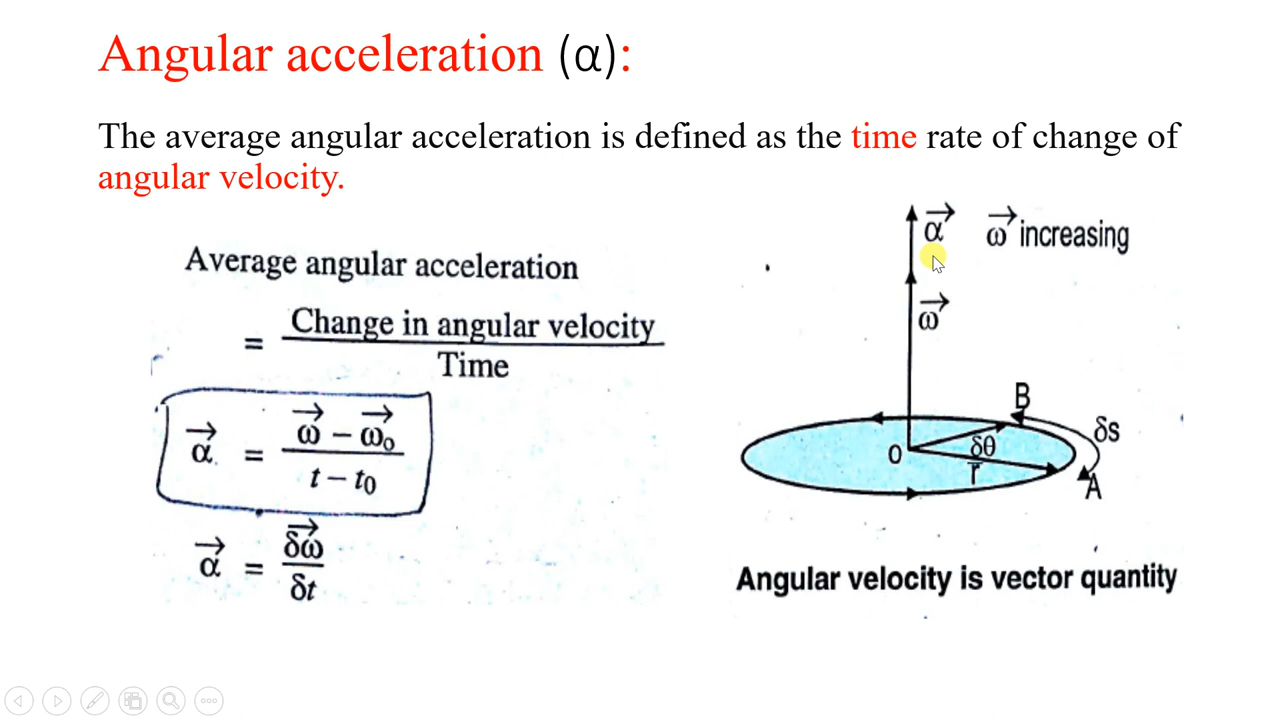 Angular acceleration (α):
The average angular acceleration is defined as the time rate of change of
angular velocity.
Average angular acceleration
= Change in angular velocity / Time
α⃗ = (ω⃗ − ω⃗₀) / (t − t₀)
α⃗ = δω⃗ / δt
α⃗ ω⃗ increasing
ω⃗
B
δs
O δθ
r
A
Angular velocity is vector quantity